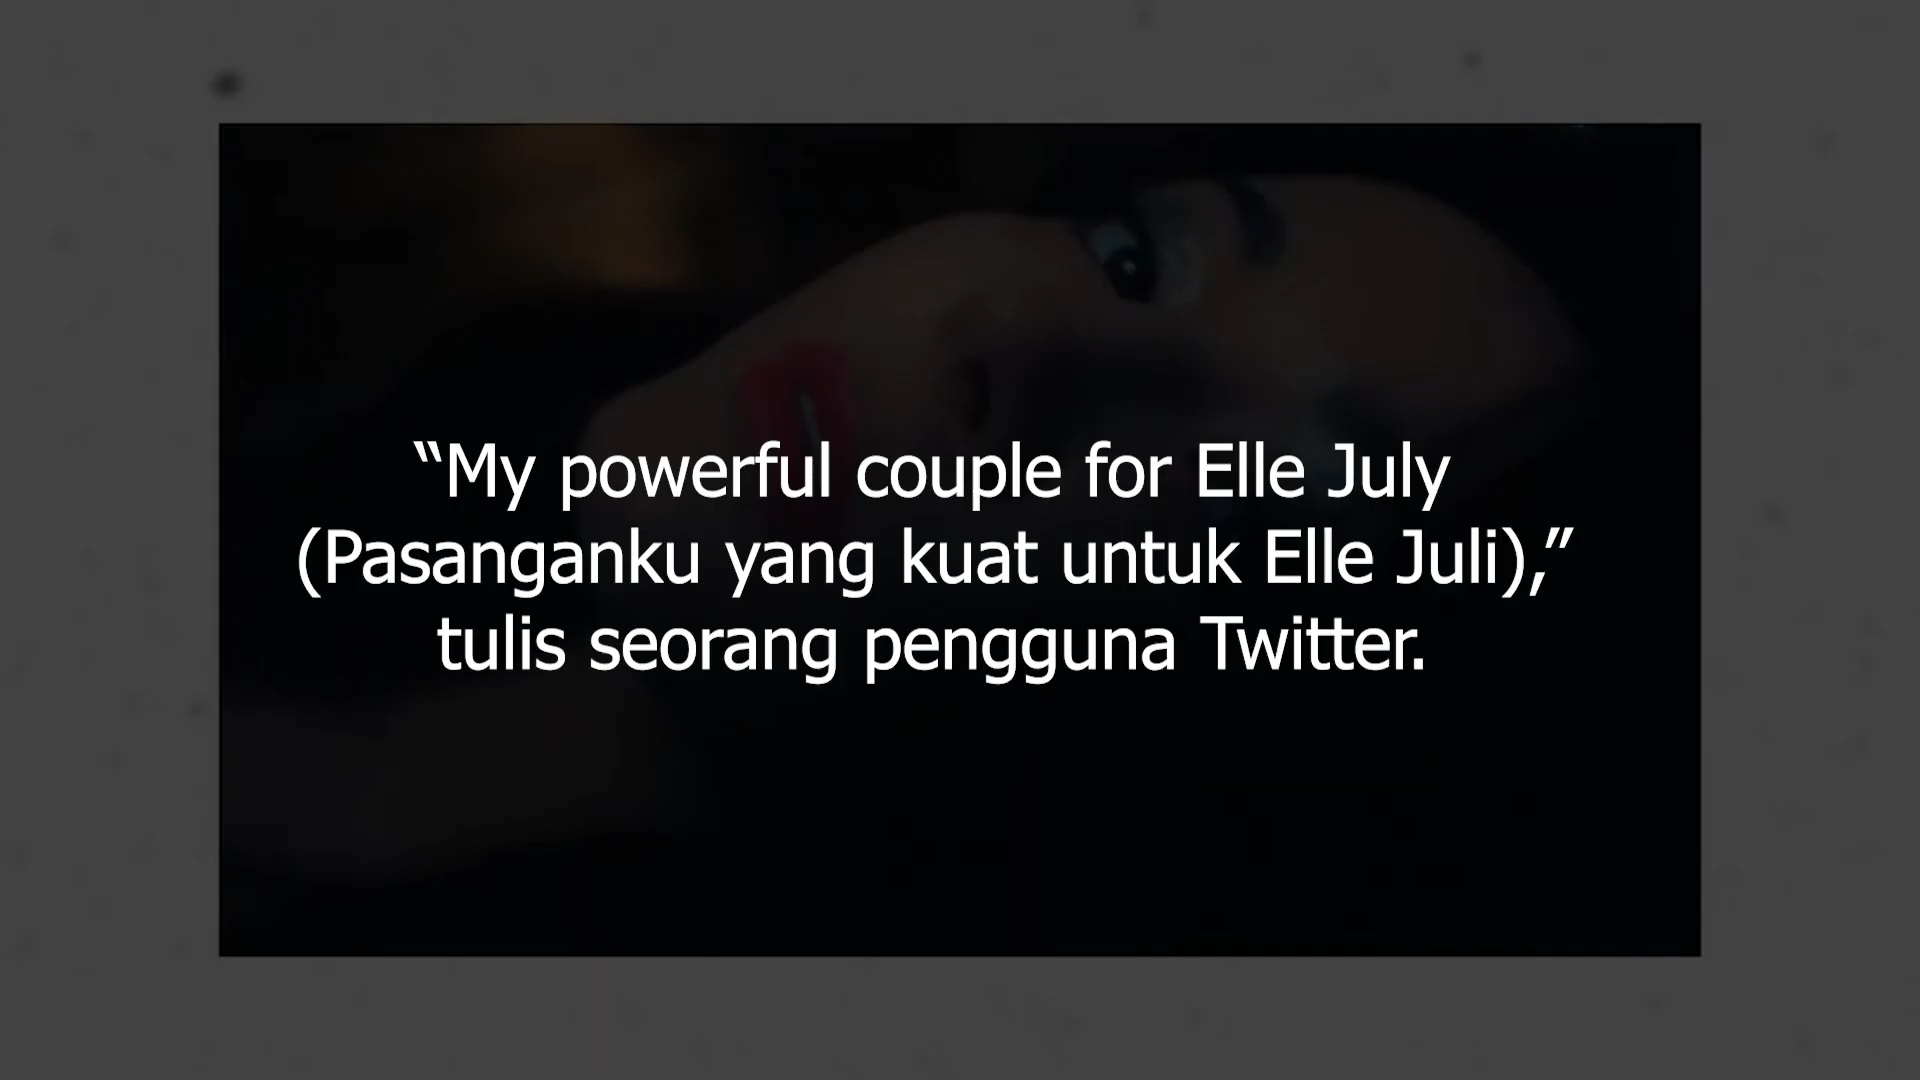 “My powerful couple for Elle July
(Pasanganku yang kuat untuk Elle Juli),”
tulis seorang pengguna Twitter.